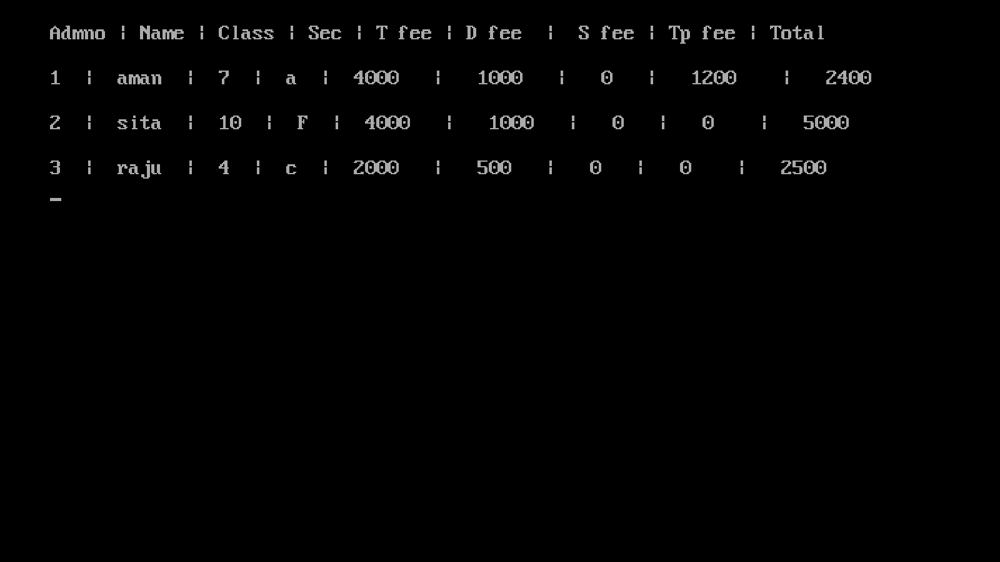 Admno ¦ Name ¦ Class ¦ Sec ¦ T fee ¦ D fee ¦ S fee ¦ Tp fee ¦ Total
1 ¦ aman ¦ 7 ¦ a ¦ 4000 ¦ 1000 ¦ 0 ¦ 1200 ¦ 2400
2 ¦ sita ¦ 10 ¦ F ¦ 4000 ¦ 1000 ¦ 0 ¦ 0 ¦ 5000
3 ¦ raju ¦ 4 ¦ c ¦ 2000 ¦ 500 ¦ 0 ¦ 0 ¦ 2500